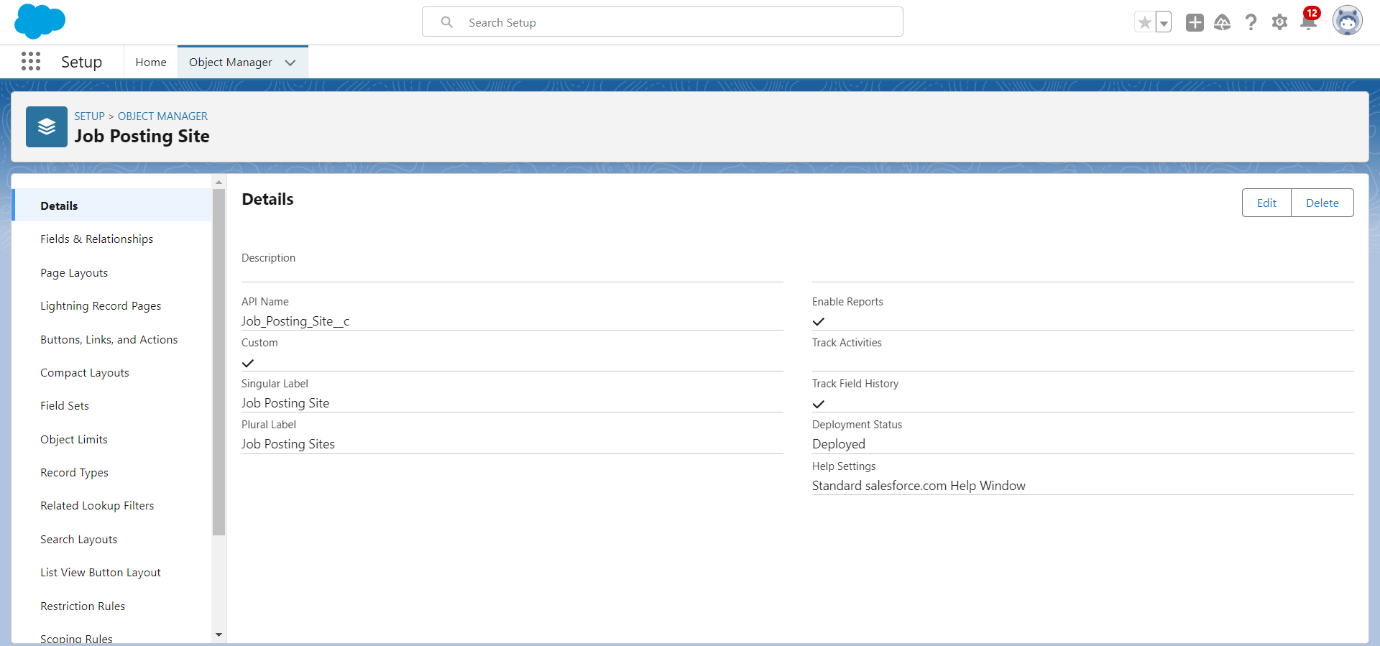 Search Setup
12
Setup
Home
Object Manager
SETUP > OBJECT MANAGER
Job Posting Site
Details
Fields & Relationships
Page Layouts
Lightning Record Pages
Buttons, Links, and Actions
Compact Layouts
Field Sets
Object Limits
Record Types
Related Lookup Filters
Search Layouts
List View Button Layout
Restriction Rules
Scoping Rules
Details
Edit
Delete
Description
API Name
Job_Posting_Site__c
Custom
Singular Label
Job Posting Site
Plural Label
Job Posting Sites
Enable Reports
Track Activities
Track Field History
Deployment Status
Deployed
Help Settings
Standard salesforce.com Help Window